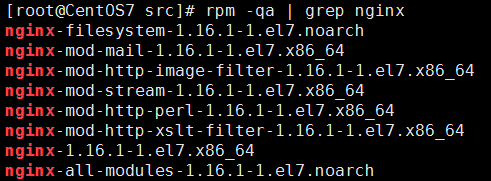 [root@CentOS7 src]# rpm -qa | grep nginx
nginx-filesystem-1.16.1-1.el7.noarch
nginx-mod-mail-1.16.1-1.el7.x86_64
nginx-mod-http-image-filter-1.16.1-1.el7.x86_64
nginx-mod-stream-1.16.1-1.el7.x86_64
nginx-mod-http-perl-1.16.1-1.el7.x86_64
nginx-mod-http-xslt-filter-1.16.1-1.el7.x86_64
nginx-1.16.1-1.el7.x86_64
nginx-all-modules-1.16.1-1.el7.noarch